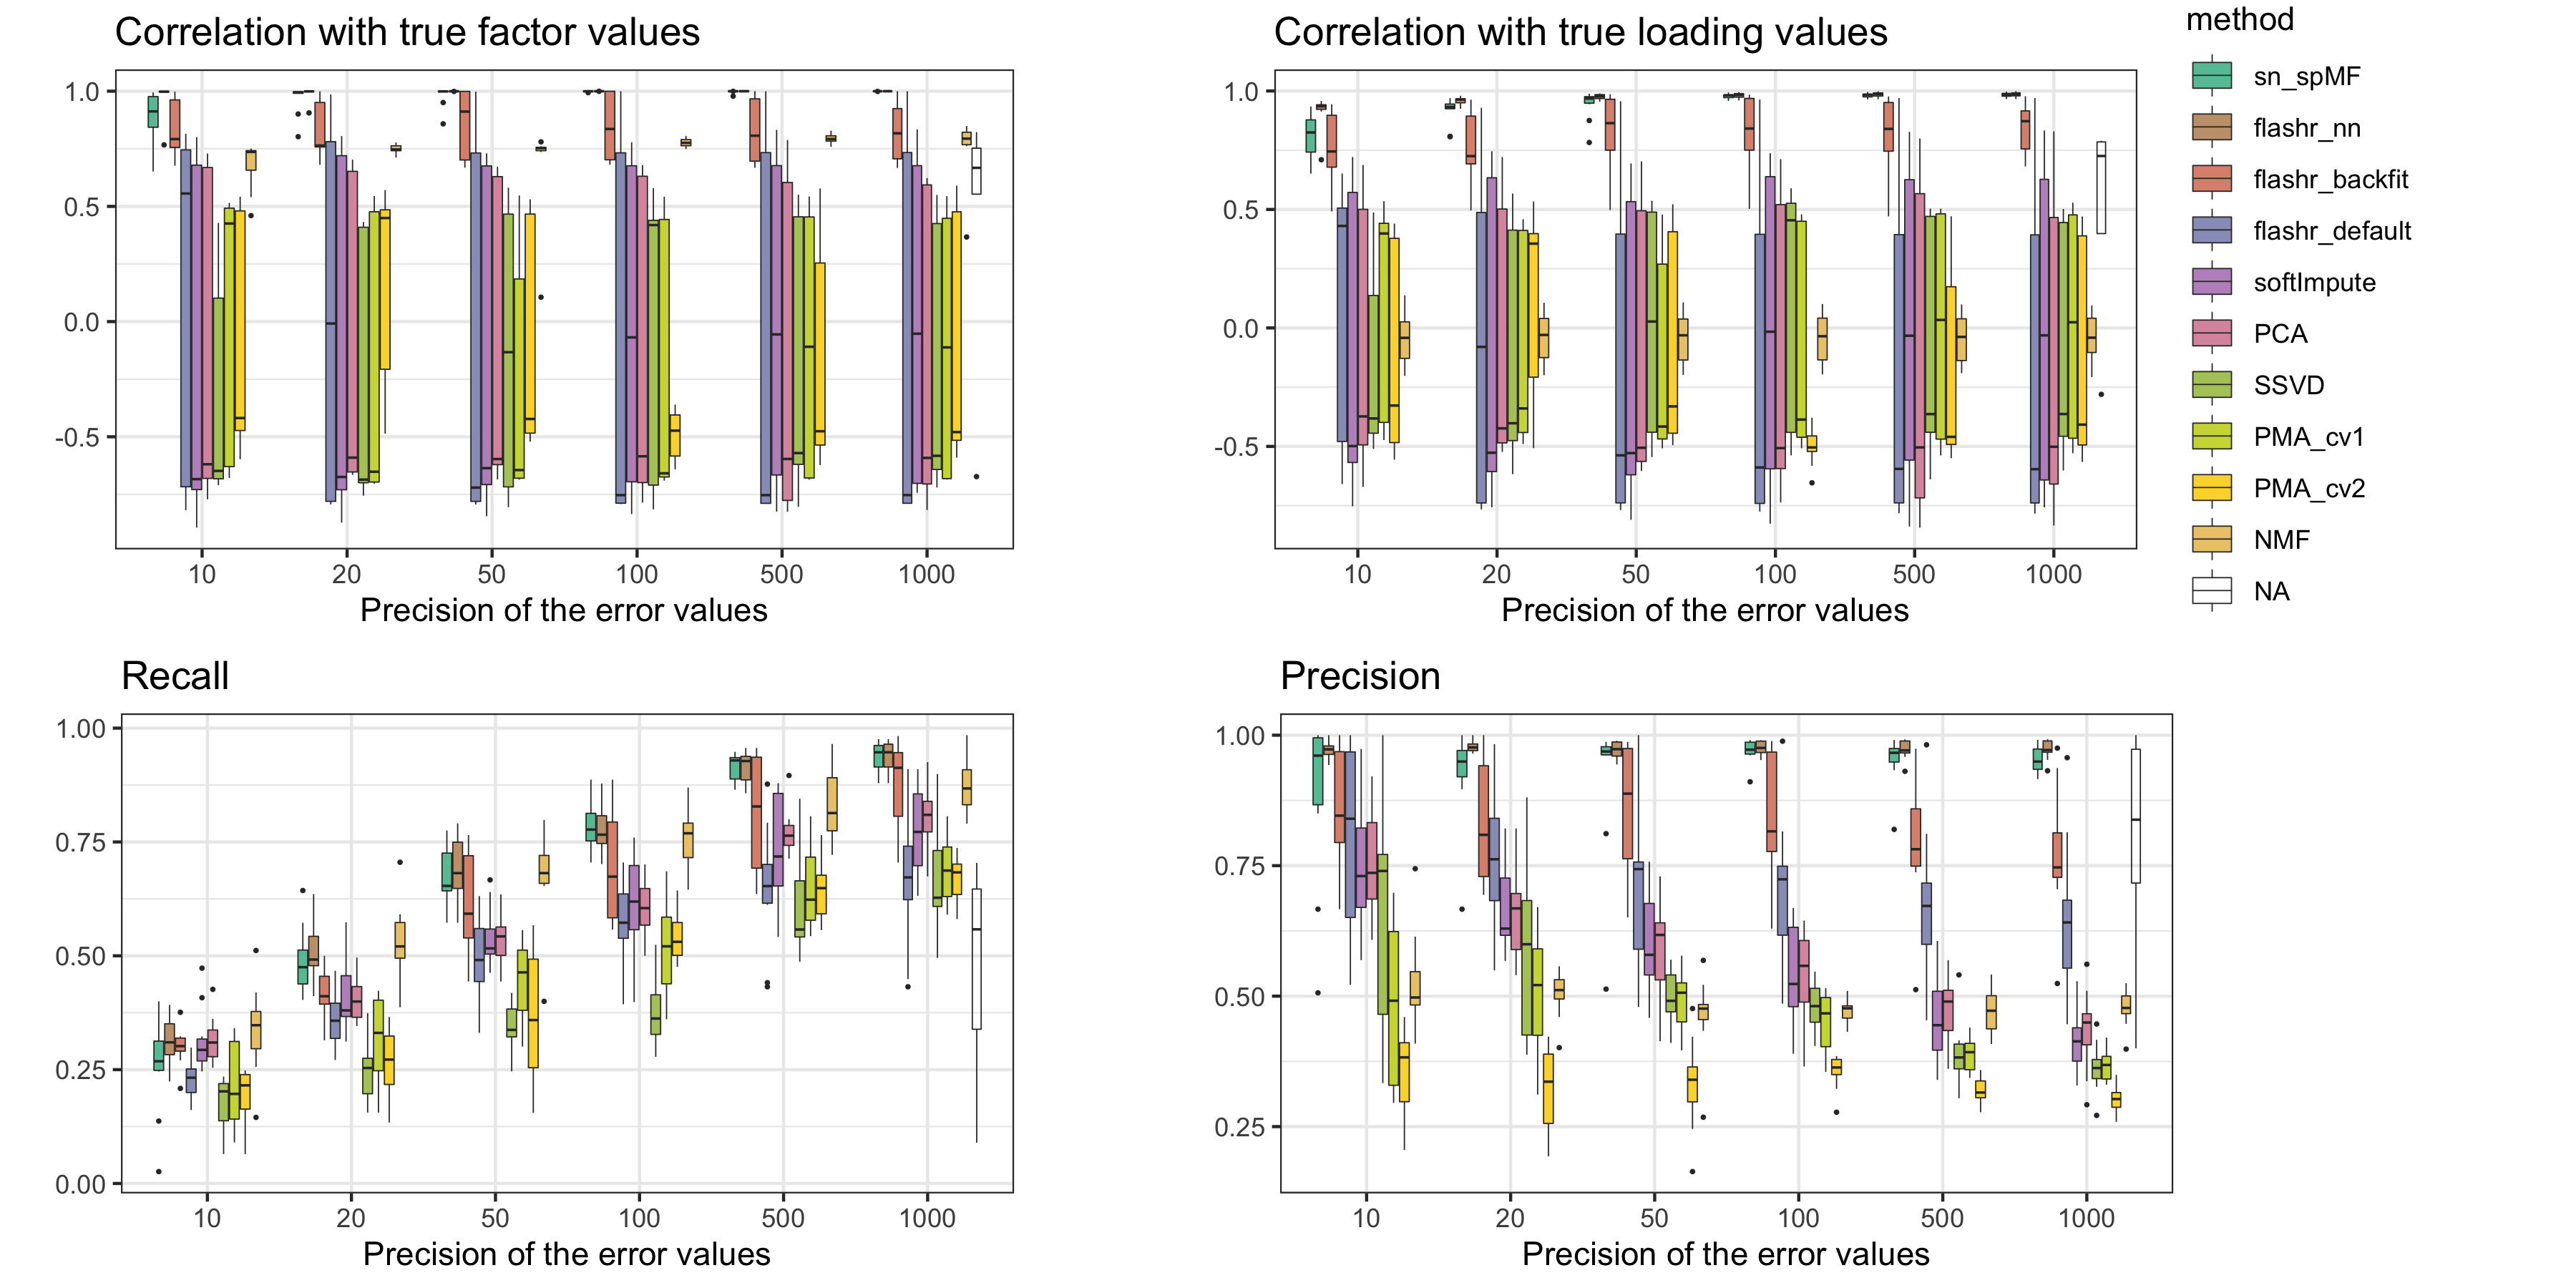 Correlation with true factor values
1.0
0.5
0.0
-0.5
10 20 50 100 500 1000
Precision of the error values
Correlation with true loading values
1.0
0.5
0.0
-0.5
10 20 50 100 500 1000
Precision of the error values
method
sn_spMF
flashr_nn
flashr_backfit
flashr_default
softImpute
PCA
SSVD
PMA_cv1
PMA_cv2
NMF
NA
Recall
1.00
0.75
0.50
0.25
0.00
10 20 50 100 500 1000
Precision of the error values
Precision
1.00
0.75
0.50
0.25
10 20 50 100 500 1000
Precision of the error values